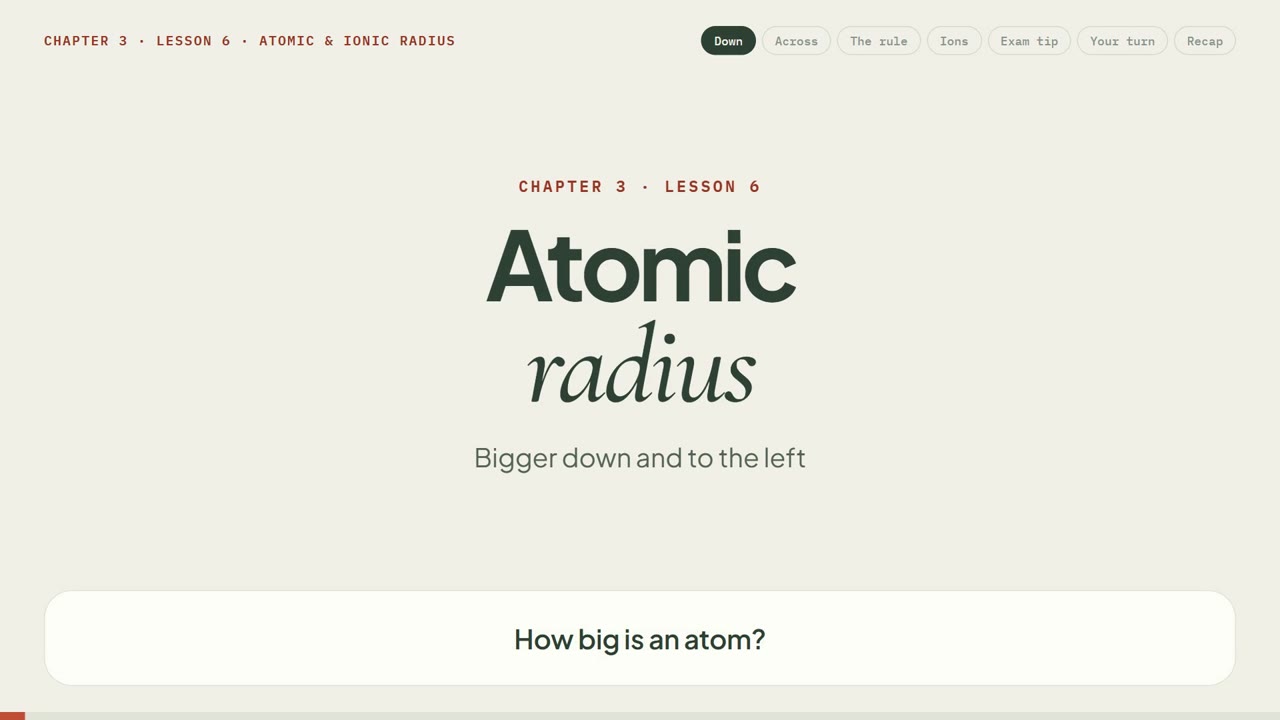 CHAPTER 3 · LESSON 6 · ATOMIC & IONIC RADIUS
Down
Across
The rule
Ions
Exam tip
Your turn
Recap
CHAPTER 3 · LESSON 6
Atomic
radius
Bigger down and to the left
How big is an atom?